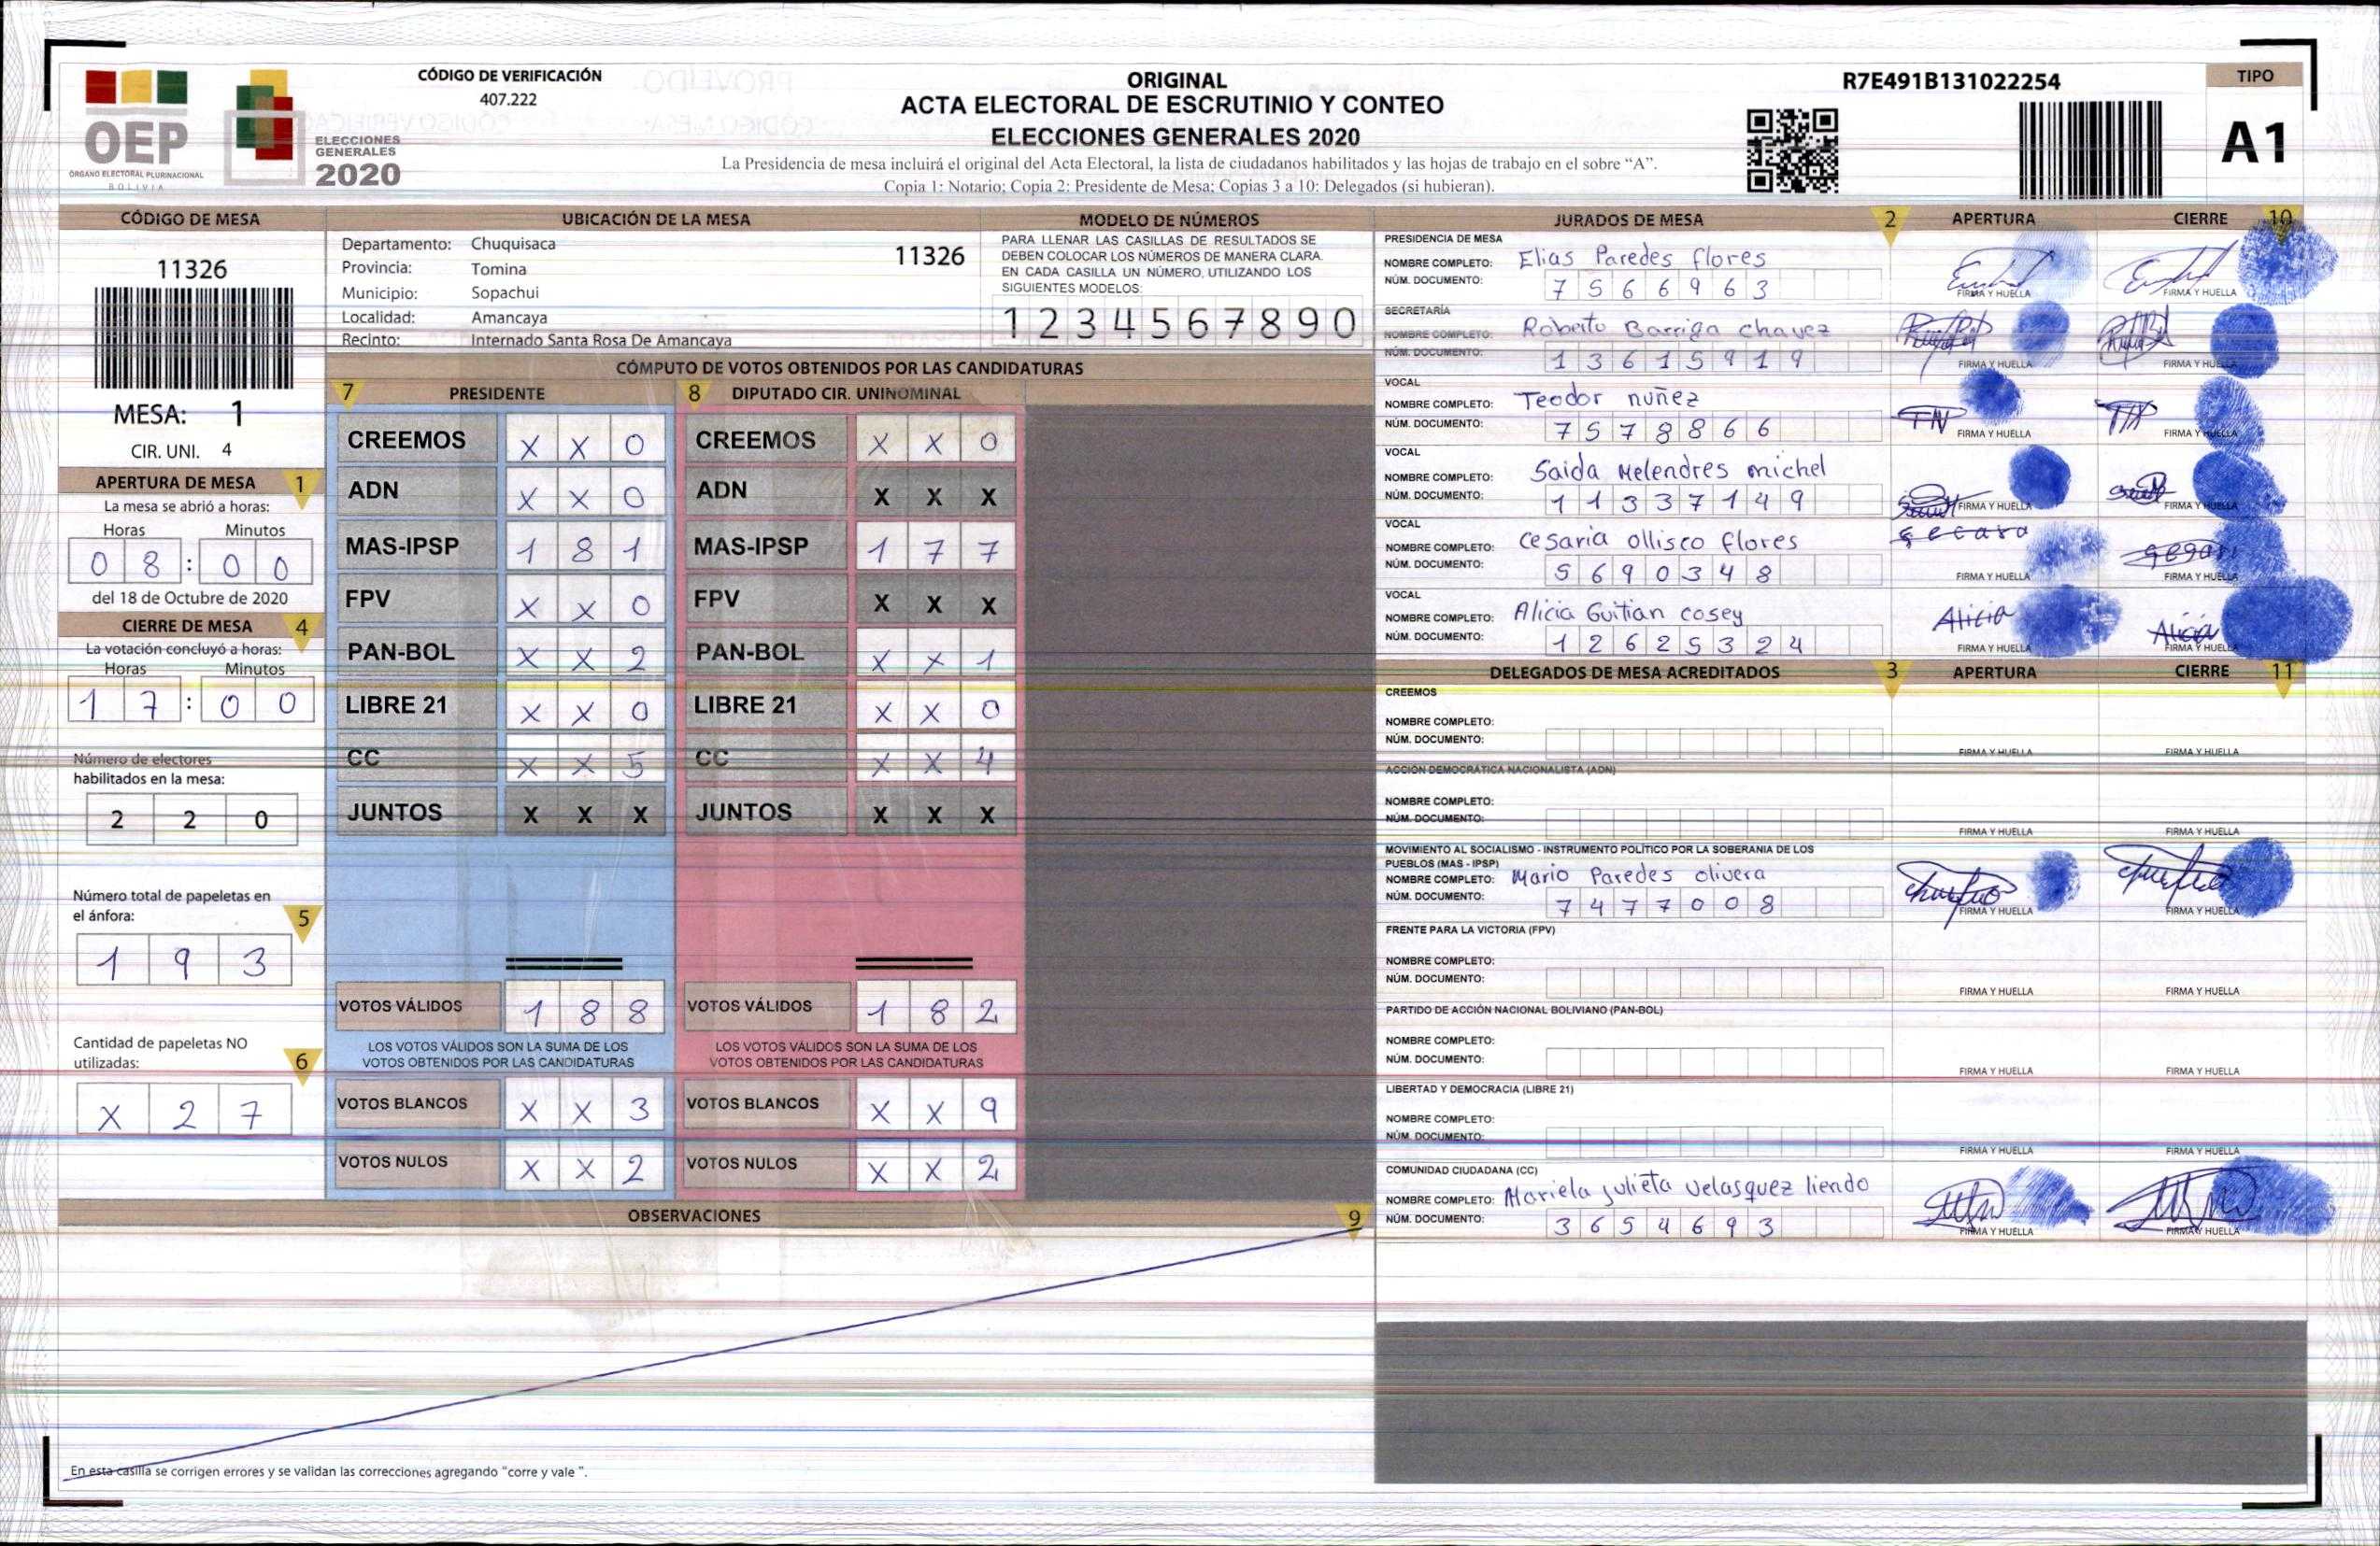 CÓDIGO DE VERIFICACIÓN
407.222
ORIGINAL
ACTA ELECTORAL DE ESCRUTINIO Y CONTEO
ELECCIONES GENERALES 2020
La Presidencia de mesa incluirá el original del Acta Electoral, la lista de ciudadanos habilitados y las hojas de trabajo en el sobre “A”.
Copia 1: Notario; Copia 2: Presidente de Mesa; Copias 3 a 10: Delegados (si hubieran).
R7E491B131022254
TIPO
A1
OEP
ÓRGANO ELECTORAL PLURINACIONAL
BOLIVIA
ELECCIONES
GENERALES
2020
CÓDIGO DE MESA
11326
MESA: 1
CIR. UNI. 4
APERTURA DE MESA 1
La mesa se abrió a horas:
Horas Minutos
0 8 : 0 0
del 18 de Octubre de 2020
CIERRE DE MESA 4
La votación concluyó a horas:
Horas Minutos
1 7 : 0 0
Número de electores
habilitados en la mesa:
2 2 0
Número total de papeletas en
el ánfora: 5
1 9 3
Cantidad de papeletas NO
utilizadas: 6
X 2 7
UBICACIÓN DE LA MESA
Departamento: Chuquisaca 11326
Provincia: Tomina
Municipio: Sopachui
Localidad: Amancaya
Recinto: Internado Santa Rosa De Amancaya
MODELO DE NÚMEROS
PARA LLENAR LAS CASILLAS DE RESULTADOS SE
DEBEN COLOCAR LOS NÚMEROS DE MANERA CLARA.
EN CADA CASILLA UN NÚMERO, UTILIZANDO LOS
SIGUIENTES MODELOS:
1 2 3 4 5 6 7 8 9 0
CÓMPUTO DE VOTOS OBTENIDOS POR LAS CANDIDATURAS
7 PRESIDENTE 8 DIPUTADO CIR. UNINOMINAL
CREEMOS X X 0 CREEMOS X X 0
ADN X X 0 ADN X X X
MAS-IPSP 1 8 1 MAS-IPSP 1 7 7
FPV X X 0 FPV X X X
PAN-BOL X X 2 PAN-BOL X X 1
LIBRE 21 X X 0 LIBRE 21 X X 0
CC X X 5 CC X X 4
JUNTOS X X X JUNTOS X X X
VOTOS VÁLIDOS 1 8 8 VOTOS VÁLIDOS 1 8 2
LOS VOTOS VÁLIDOS SON LA SUMA DE LOS LOS VOTOS VÁLIDOS SON LA SUMA DE LOS
VOTOS OBTENIDOS POR LAS CANDIDATURAS VOTOS OBTENIDOS POR LAS CANDIDATURAS
VOTOS BLANCOS X X 3 VOTOS BLANCOS X X 9
VOTOS NULOS X X 2 VOTOS NULOS X X 2
OBSERVACIONES 9
En esta casilla se corrigen errores y se validan las correcciones agregando "corre y vale ".
JURADOS DE MESA 2 APERTURA CIERRE 10
PRESIDENCIA DE MESA
NOMBRE COMPLETO: Elias Paredes flores
NÚM. DOCUMENTO: 7 5 6 6 9 6 3
FIRMA Y HUELLA FIRMA Y HUELLA
SECRETARÍA
NOMBRE COMPLETO: Roberto Barriga chavez
NÚM. DOCUMENTO: 1 3 6 1 5 9 1 9
FIRMA Y HUELLA FIRMA Y HUELLA
VOCAL
NOMBRE COMPLETO: Teodor nuñez
NÚM. DOCUMENTO: 7 5 7 8 8 6 6
TN FIRMA Y HUELLA FIRMA Y HUELLA
VOCAL
NOMBRE COMPLETO: Saida Melendres michel
NÚM. DOCUMENTO: 1 1 3 3 7 1 4 9
FIRMA Y HUELLA FIRMA Y HUELLA
VOCAL
NOMBRE COMPLETO: Cesaria ollisco flores
NÚM. DOCUMENTO: 5 6 9 0 3 4 8
FIRMA Y HUELLA FIRMA Y HUELLA
VOCAL
NOMBRE COMPLETO: Alicia Guitian cosey
NÚM. DOCUMENTO: 1 2 6 2 5 3 2 4
Alicia Alicia
FIRMA Y HUELLA FIRMA Y HUELLA
DELEGADOS DE MESA ACREDITADOS 3 APERTURA CIERRE 11
CREEMOS
NOMBRE COMPLETO:
NÚM. DOCUMENTO:
FIRMA Y HUELLA FIRMA Y HUELLA
ACCIÓN DEMOCRÁTICA NACIONALISTA (ADN)
NOMBRE COMPLETO:
NÚM. DOCUMENTO:
FIRMA Y HUELLA FIRMA Y HUELLA
MOVIMIENTO AL SOCIALISMO - INSTRUMENTO POLÍTICO POR LA SOBERANIA DE LOS
PUEBLOS (MAS - IPSP)
NOMBRE COMPLETO: Mario Paredes olivera
NÚM. DOCUMENTO: 7 4 7 7 0 0 8
FIRMA Y HUELLA FIRMA Y HUELLA
FRENTE PARA LA VICTORIA (FPV)
NOMBRE COMPLETO:
NÚM. DOCUMENTO:
FIRMA Y HUELLA FIRMA Y HUELLA
PARTIDO DE ACCIÓN NACIONAL BOLIVIANO (PAN-BOL)
NOMBRE COMPLETO:
NÚM. DOCUMENTO:
FIRMA Y HUELLA FIRMA Y HUELLA
LIBERTAD Y DEMOCRACIA (LIBRE 21)
NOMBRE COMPLETO:
NÚM. DOCUMENTO:
FIRMA Y HUELLA FIRMA Y HUELLA
COMUNIDAD CIUDADANA (CC)
NOMBRE COMPLETO: Mariela julieta velasquez liendo
NÚM. DOCUMENTO: 3 6 5 4 6 9 3
FIRMA Y HUELLA FIRMA Y HUELLA